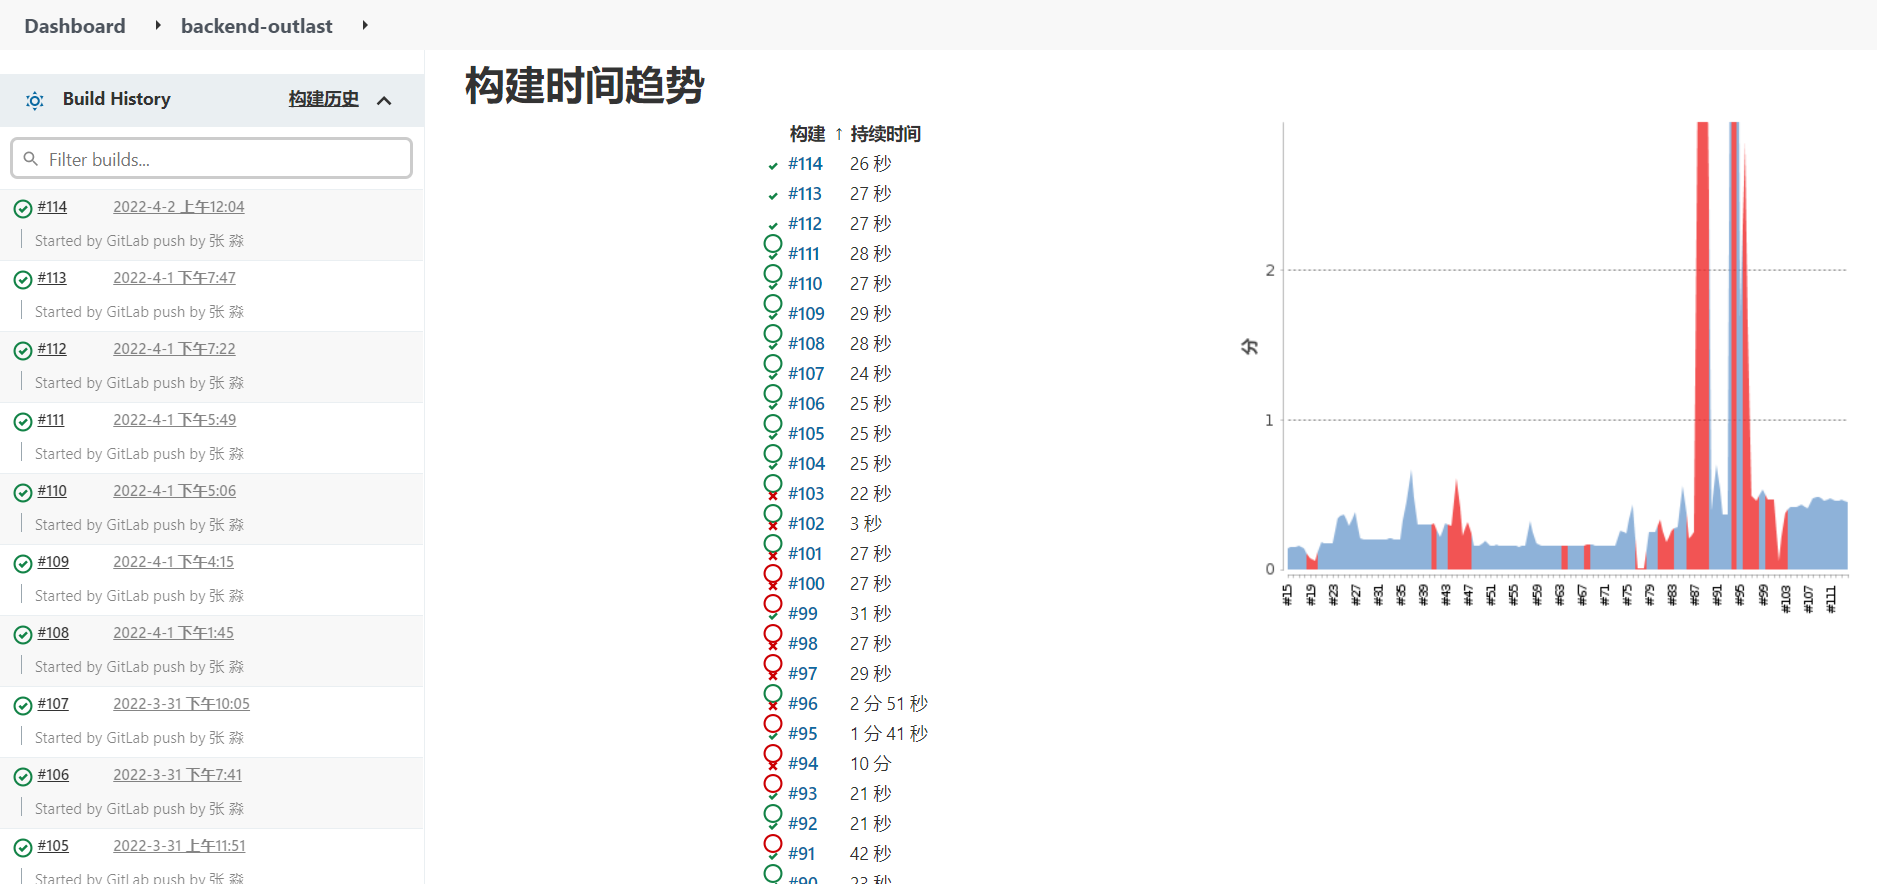 Dashboard
backend-outlast
Build History
构建历史
Filter builds...
#114 2022-4-2 上午12:04
Started by GitLab push by 张 淼
#113 2022-4-1 下午7:47
Started by GitLab push by 张 淼
#112 2022-4-1 下午7:22
Started by GitLab push by 张 淼
#111 2022-4-1 下午5:49
Started by GitLab push by 张 淼
#110 2022-4-1 下午5:06
Started by GitLab push by 张 淼
#109 2022-4-1 下午4:15
Started by GitLab push by 张 淼
#108 2022-4-1 下午1:45
Started by GitLab push by 张 淼
#107 2022-3-31 下午10:05
Started by GitLab push by 张 淼
#106 2022-3-31 下午7:41
Started by GitLab push by 张 淼
#105 2022-3-31 上午11:51
Started by GitLab push by 张 淼
构建时间趋势
构建 ↑ 持续时间
#114 26 秒
#113 27 秒
#112 27 秒
#111 28 秒
#110 27 秒
#109 29 秒
#108 28 秒
#107 24 秒
#106 25 秒
#105 25 秒
#104 25 秒
#103 22 秒
#102 3 秒
#101 27 秒
#100 27 秒
#99 31 秒
#98 27 秒
#97 29 秒
#96 2 分 51 秒
#95 1 分 41 秒
#94 10 分
#93 21 秒
#92 21 秒
#91 42 秒
#90 23 秒
2
分
1
0
#15 #19 #23 #27 #31 #35 #39 #43 #47 #51 #55 #59 #63 #67 #71 #75 #79 #83 #87 #91 #95 #99 #103 #107 #111